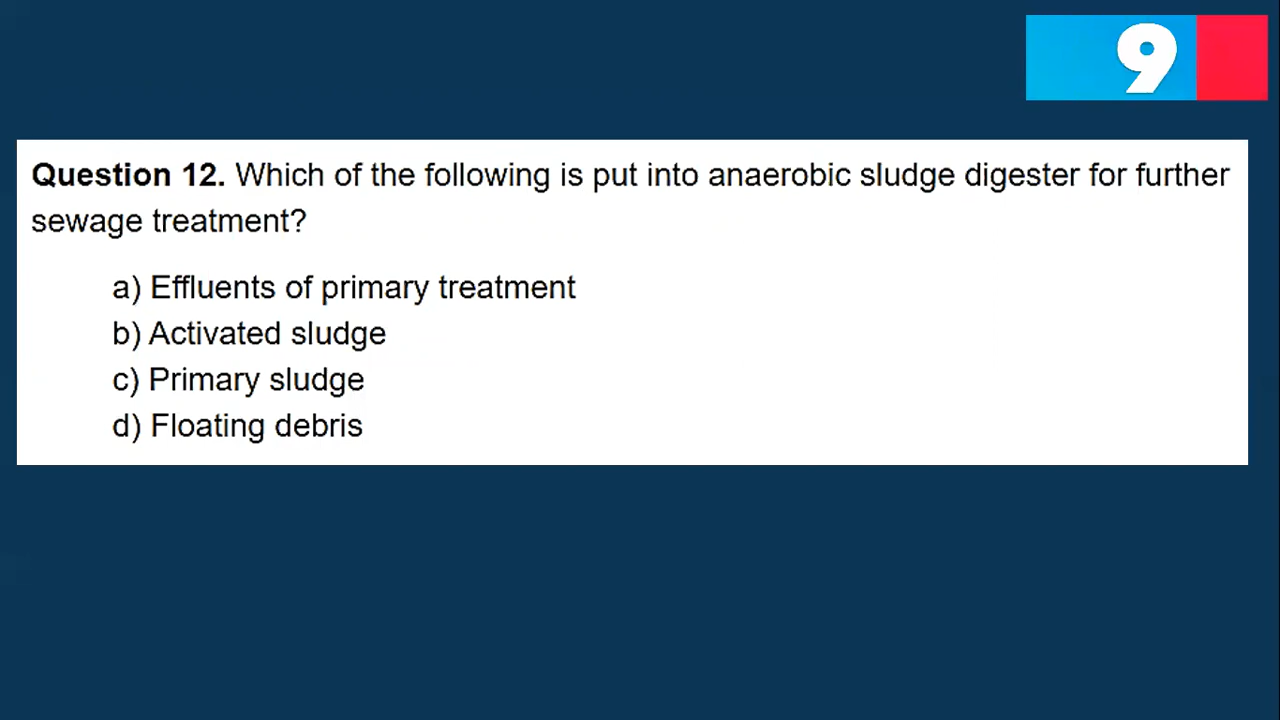 9
Question 12. Which of the following is put into anaerobic sludge digester for further
sewage treatment?
a) Effluents of primary treatment
b) Activated sludge
c) Primary sludge
d) Floating debris